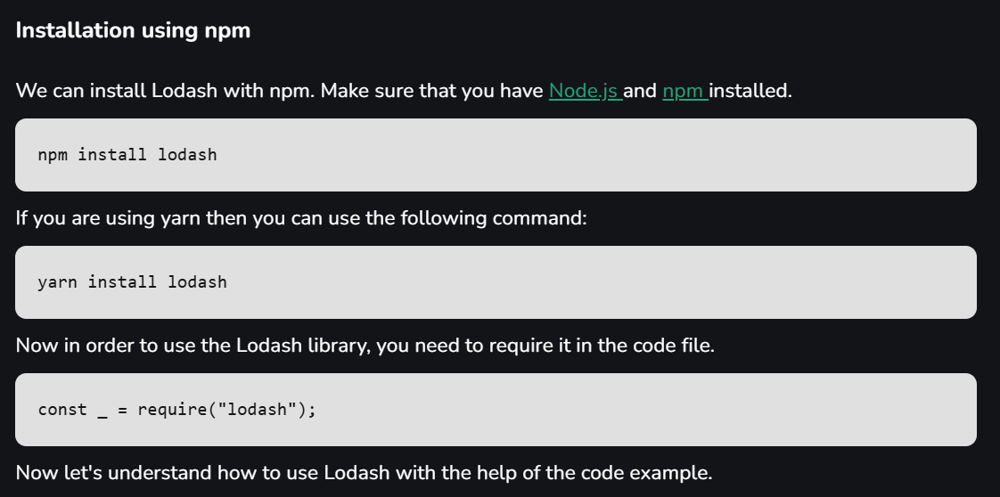 Installation using npm
We can install Lodash with npm. Make sure that you have Node.js and npm installed.
npm install lodash
If you are using yarn then you can use the following command:
yarn install lodash
Now in order to use the Lodash library, you need to require it in the code file.
const _ = require("lodash");
Now let's understand how to use Lodash with the help of the code example.